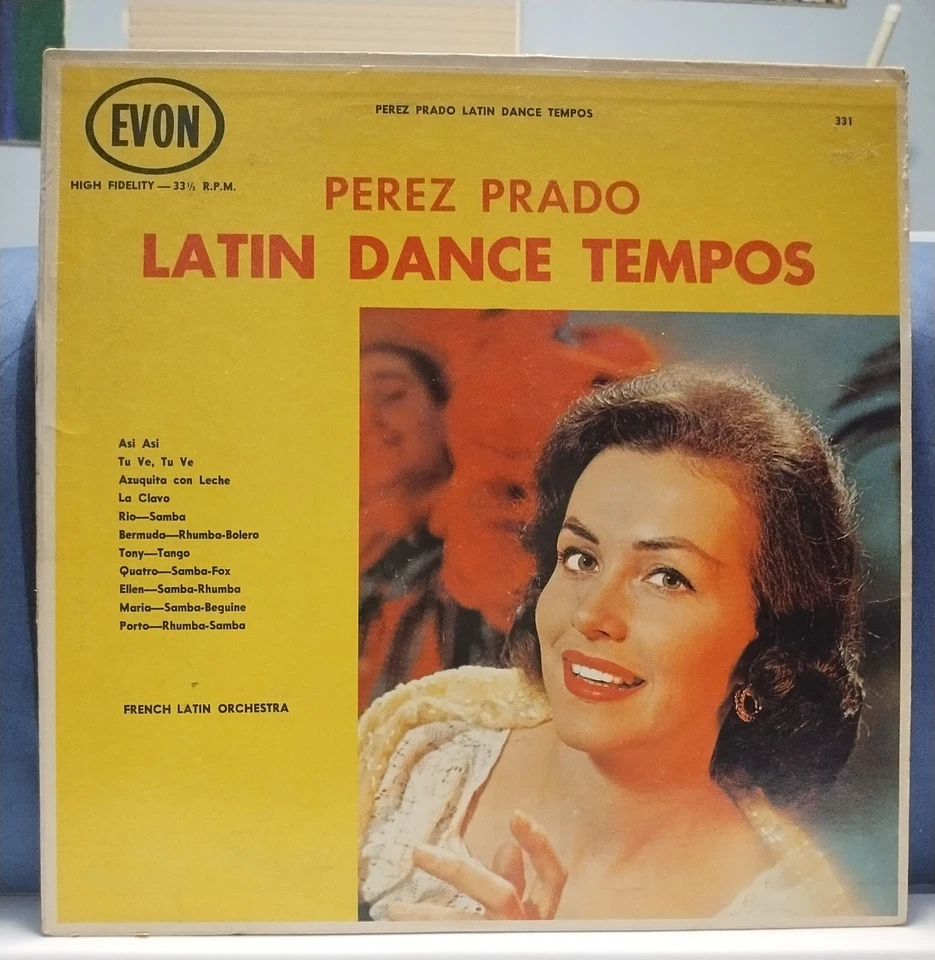 EVON
PEREZ PRADO LATIN DANCE TEMPOS
331
HIGH FIDELITY — 33⅓ R.P.M.
PEREZ PRADO
LATIN DANCE TEMPOS
Asi Asi
Tu Ve, Tu Ve
Azuquita con Leche
La Clavo
Rio—Samba
Bermuda—Rhumba-Bolero
Tony—Tango
Quatro—Samba-Fox
Ellen—Samba-Rhumba
Maria—Samba-Beguine
Porto—Rhumba-Samba
FRENCH LATIN ORCHESTRA